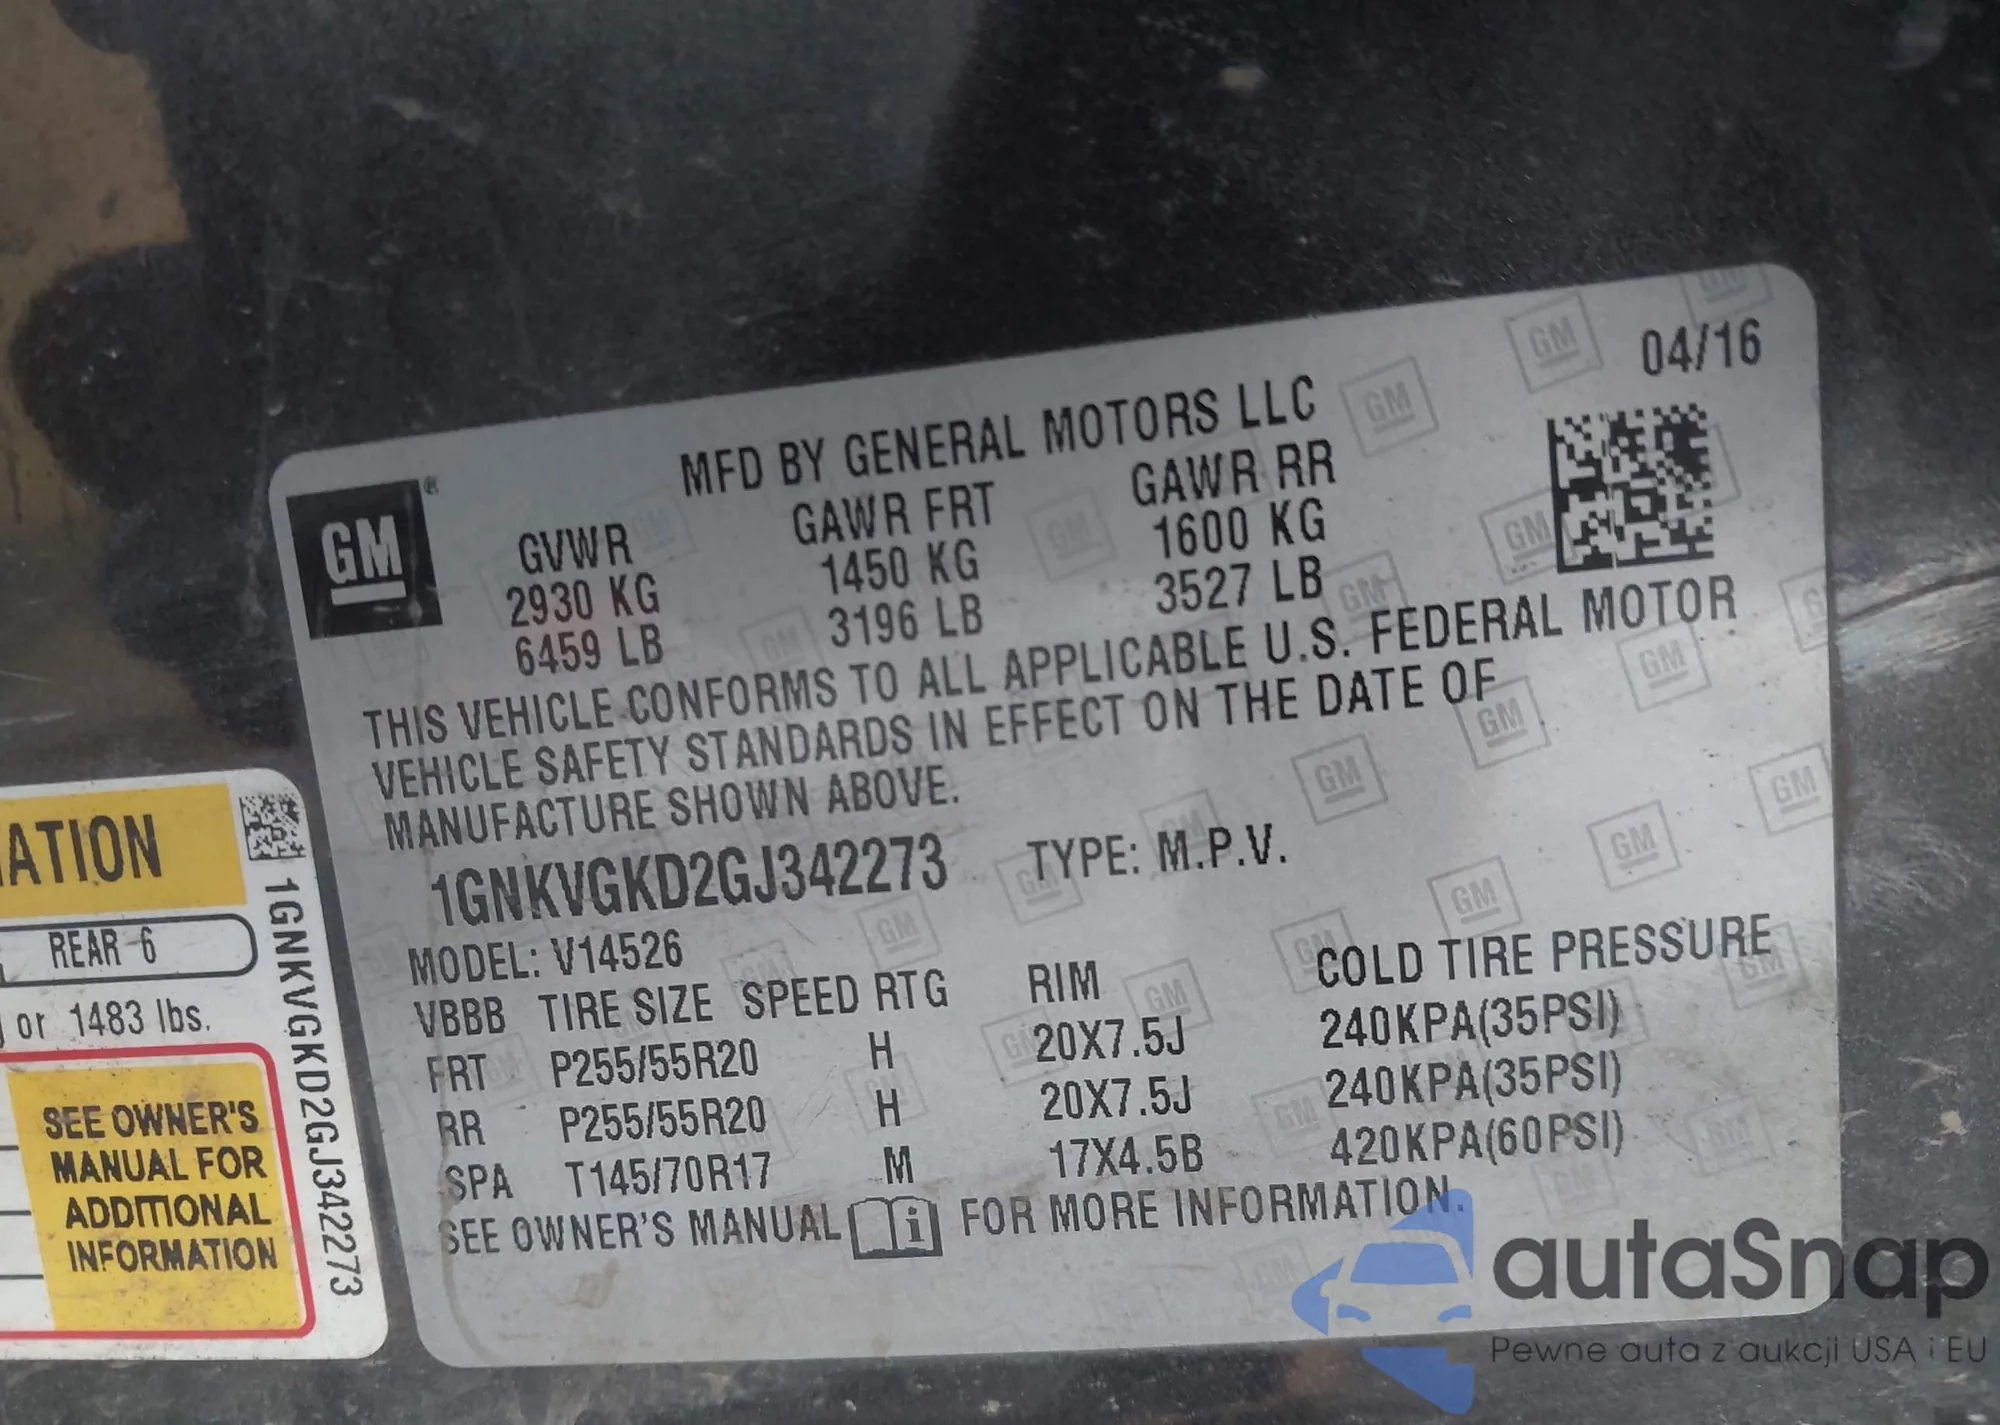 04/16
MFD BY GENERAL MOTORS LLC
GM
GVWR GAWR FRT GAWR RR
2930 KG 1450 KG 1600 KG
6459 LB 3196 LB 3527 LB
THIS VEHICLE CONFORMS TO ALL APPLICABLE U.S. FEDERAL MOTOR
VEHICLE SAFETY STANDARDS IN EFFECT ON THE DATE OF
MANUFACTURE SHOWN ABOVE.
1GNKVGKD2GJ342273 TYPE: M.P.V.
MODEL: V14526
VBBB TIRE SIZE SPEED RTG RIM COLD TIRE PRESSURE
FRT P255/55R20 H 20X7.5J 240KPA(35PSI)
RR P255/55R20 H 20X7.5J 240KPA(35PSI)
SPA T145/70R17 M 17X4.5B 420KPA(60PSI)
SEE OWNER'S MANUAL i FOR MORE INFORMATION.
ATION
REAR 6
or 1483 lbs.
SEE OWNER'S
MANUAL FOR
ADDITIONAL
INFORMATION
1GNKVGKD2GJ342273
autaSnap
Pewne auta z aukcji USA i EU